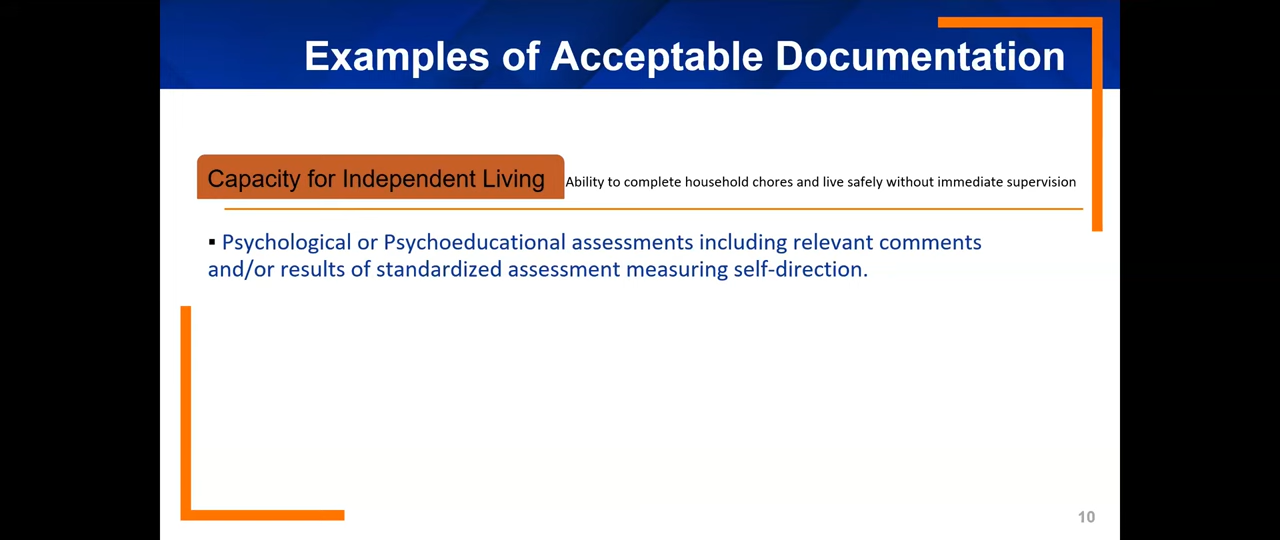 Examples of Acceptable Documentation
Capacity for Independent Living Ability to complete household chores and live safely without immediate supervision
▪ Psychological or Psychoeducational assessments including relevant comments
and/or results of standardized assessment measuring self-direction.
10